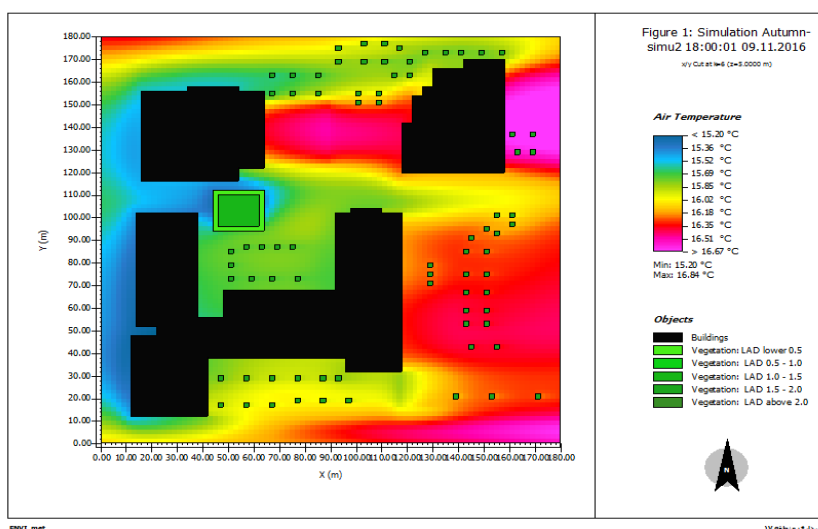 Figure 1: Simulation Autumn-
simu2 18:00:01 09.11.2016
x/y Cut at k=6 (z=3.0000 m)
Air Temperature
< 15.20 °C
15.36 °C
15.52 °C
15.69 °C
15.85 °C
16.02 °C
16.18 °C
16.35 °C
16.51 °C
> 16.67 °C
Min: 15.20 °C
Max: 16.84 °C
Objects
Buildings
Vegetation: LAD lower 0.5
Vegetation: LAD 0.5 - 1.0
Vegetation: LAD 1.0 - 1.5
Vegetation: LAD 1.5 - 2.0
Vegetation: LAD above 2.0
N
180.00
170.00
160.00
150.00
140.00
130.00
120.00
110.00
100.00
90.00
80.00
70.00
60.00
50.00
40.00
30.00
20.00
10.00
0.00
Y (m)
0.00 10.00 20.00 30.00 40.00 50.00 60.00 70.00 80.00 90.00 100.00 110.00 120.00 130.00 140.00 150.00 160.00 170.00 180.00
X (m)